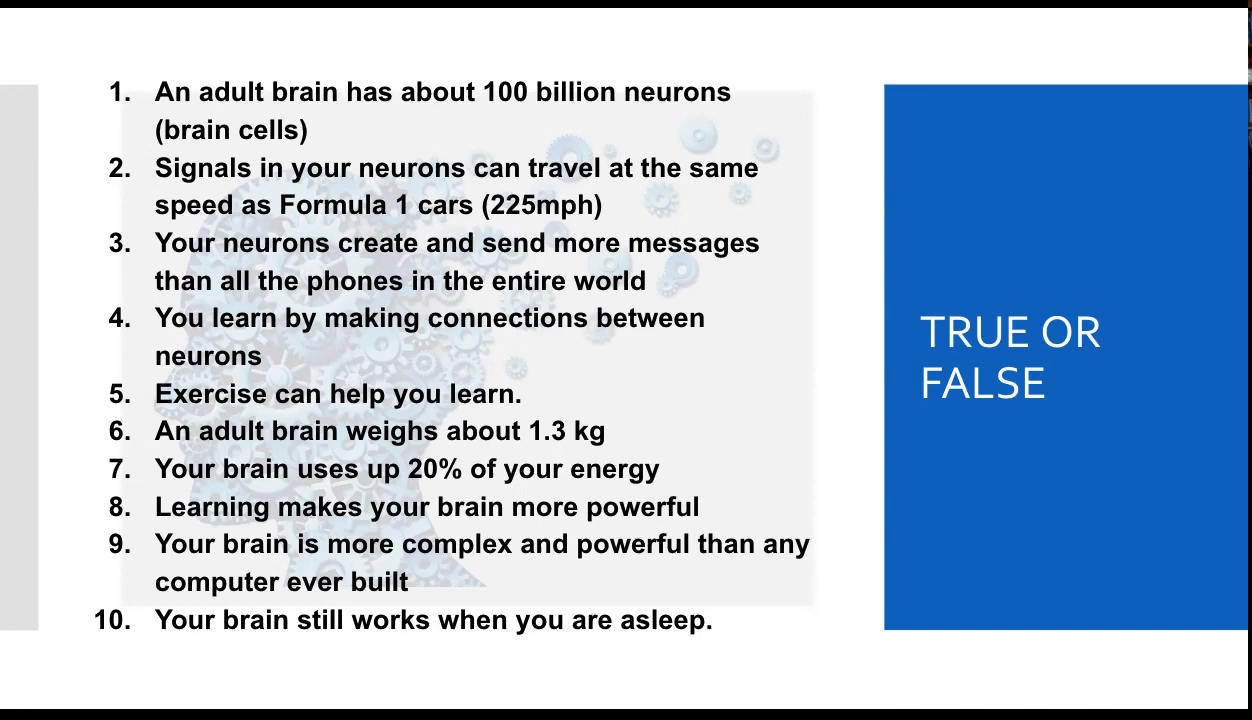 1. An adult brain has about 100 billion neurons
(brain cells)
2. Signals in your neurons can travel at the same
speed as Formula 1 cars (225mph)
3. Your neurons create and send more messages
than all the phones in the entire world
4. You learn by making connections between
neurons
5. Exercise can help you learn.
6. An adult brain weighs about 1.3 kg
7. Your brain uses up 20% of your energy
8. Learning makes your brain more powerful
9. Your brain is more complex and powerful than any
computer ever built
10. Your brain still works when you are asleep.
TRUE OR
FALSE